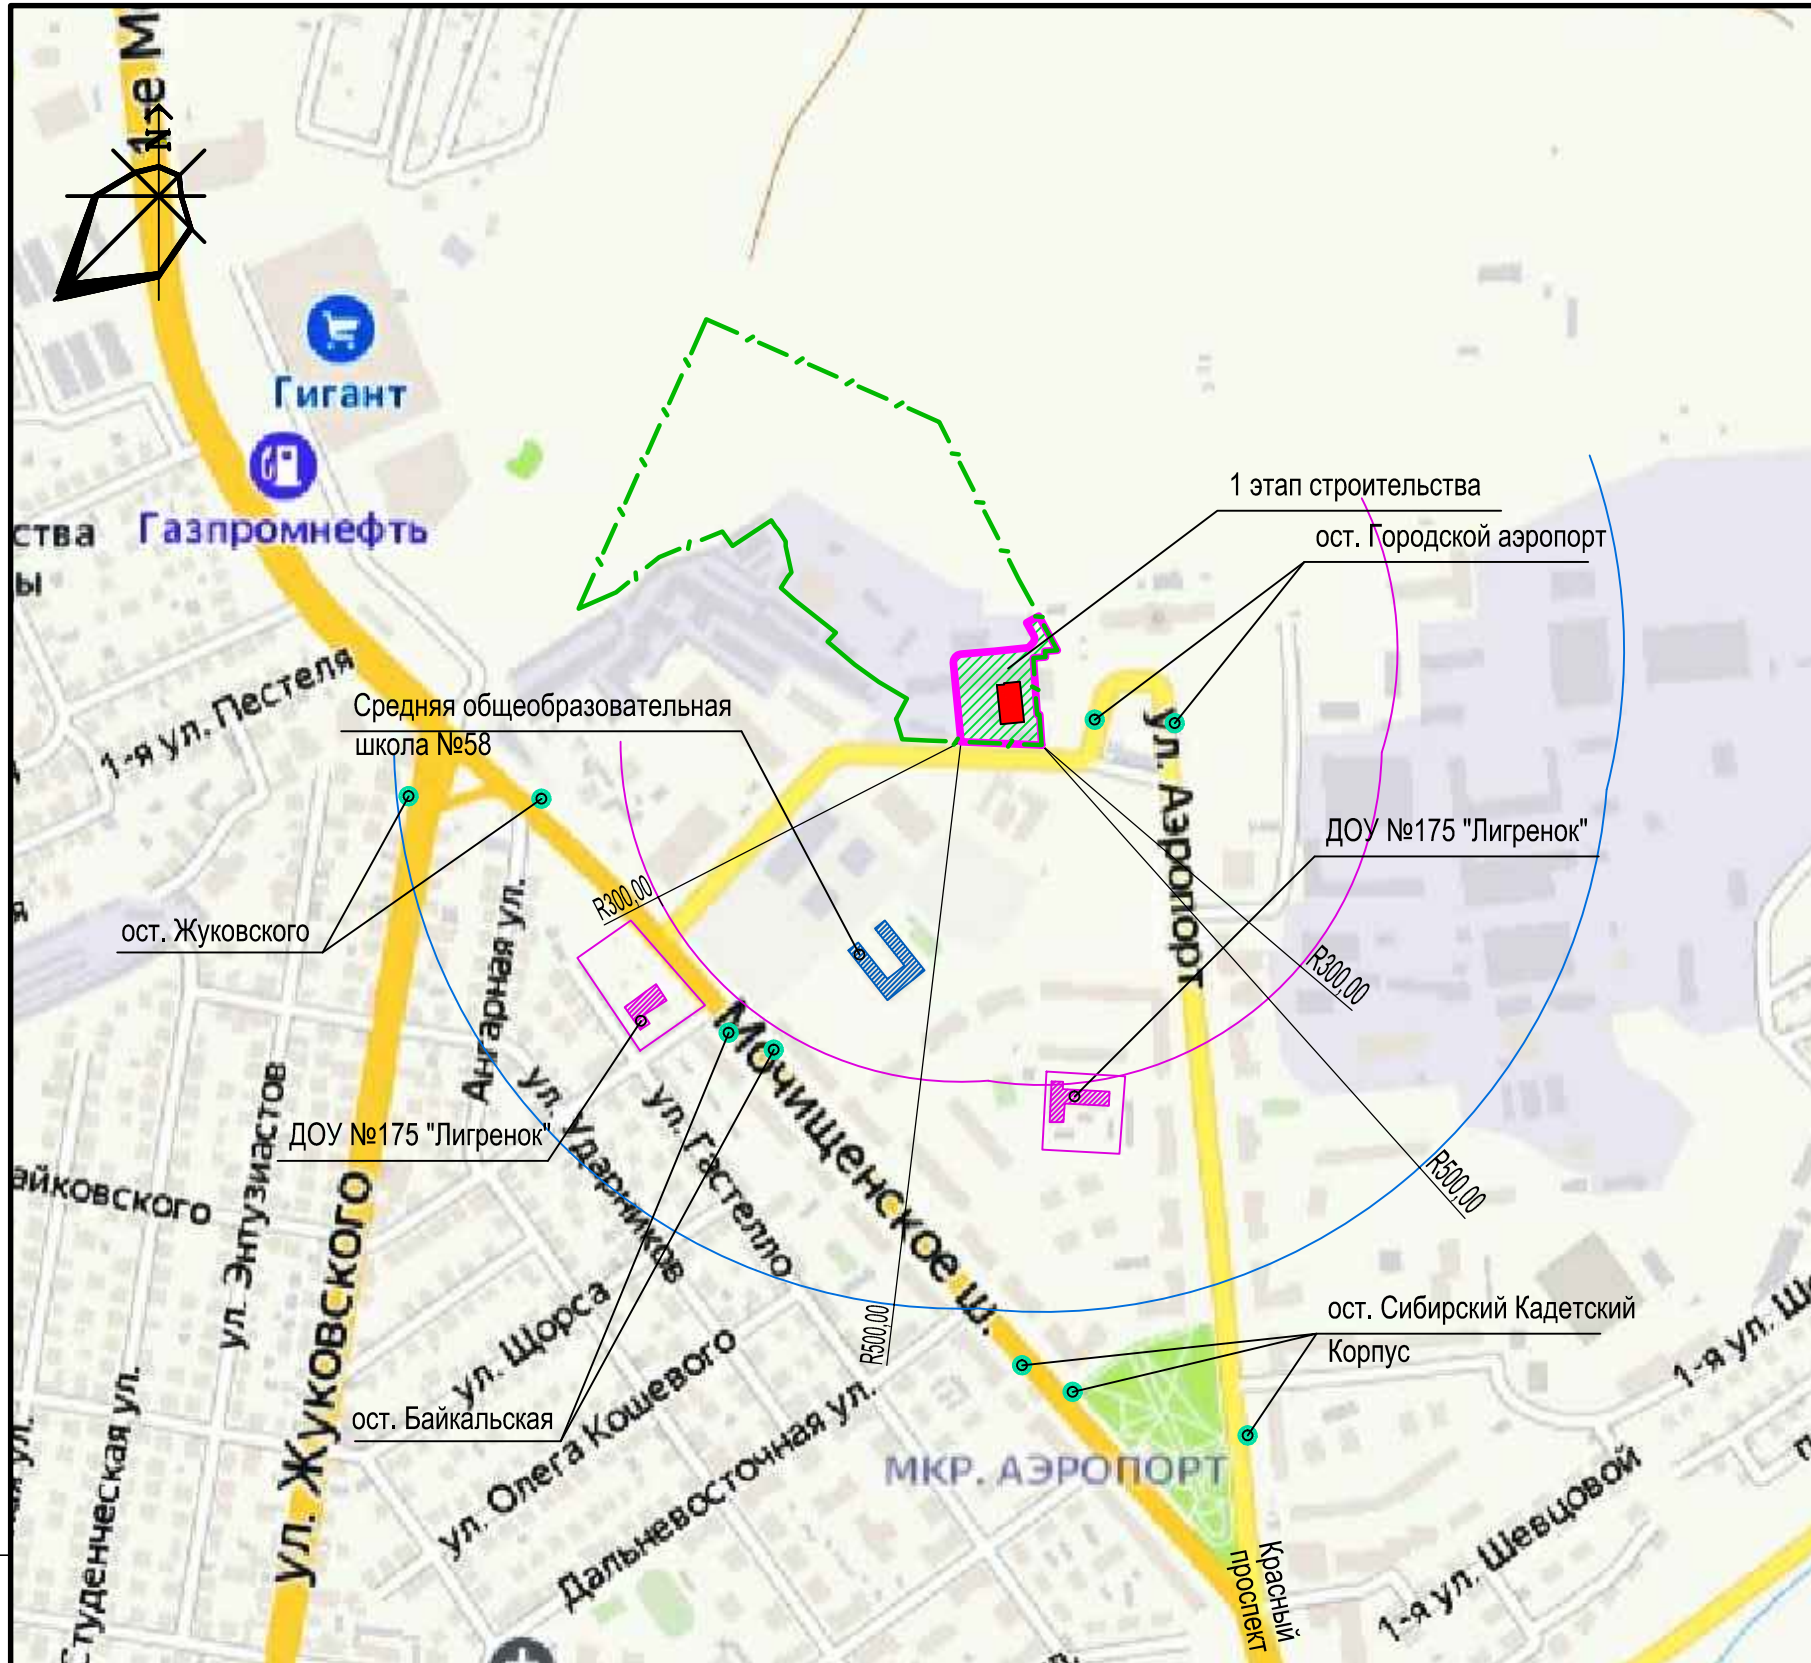 1-е М
N
Гигант
Газпромнефть
ства
ы
1 этап строительства
ост. Городской аэропорт
1-я ул. Пестеля
Средняя общеобразовательная
школа №58
ул. Аэропорт
ДОУ №175 "Лигренок"
R300,00
ост. Жуковского
Ангарная ул.
R300,00
Мочищенское ш.
ул. Ударников
ул. Гастелло
ДОУ №175 "Лигренок"
R500,00
айковского
ул. Энтузиастов
ул. Жуковского
R500,00
ост. Сибирский Кадетский
Корпус
ул. Щорса
ул. Олега Кошевого
ост. Байкальская
Дальневосточная ул.
1-я ул. Ш
Студенческая ул.
МКР. АЭРОПОРТ
1-я ул. Шевцовой
Красный
проспект